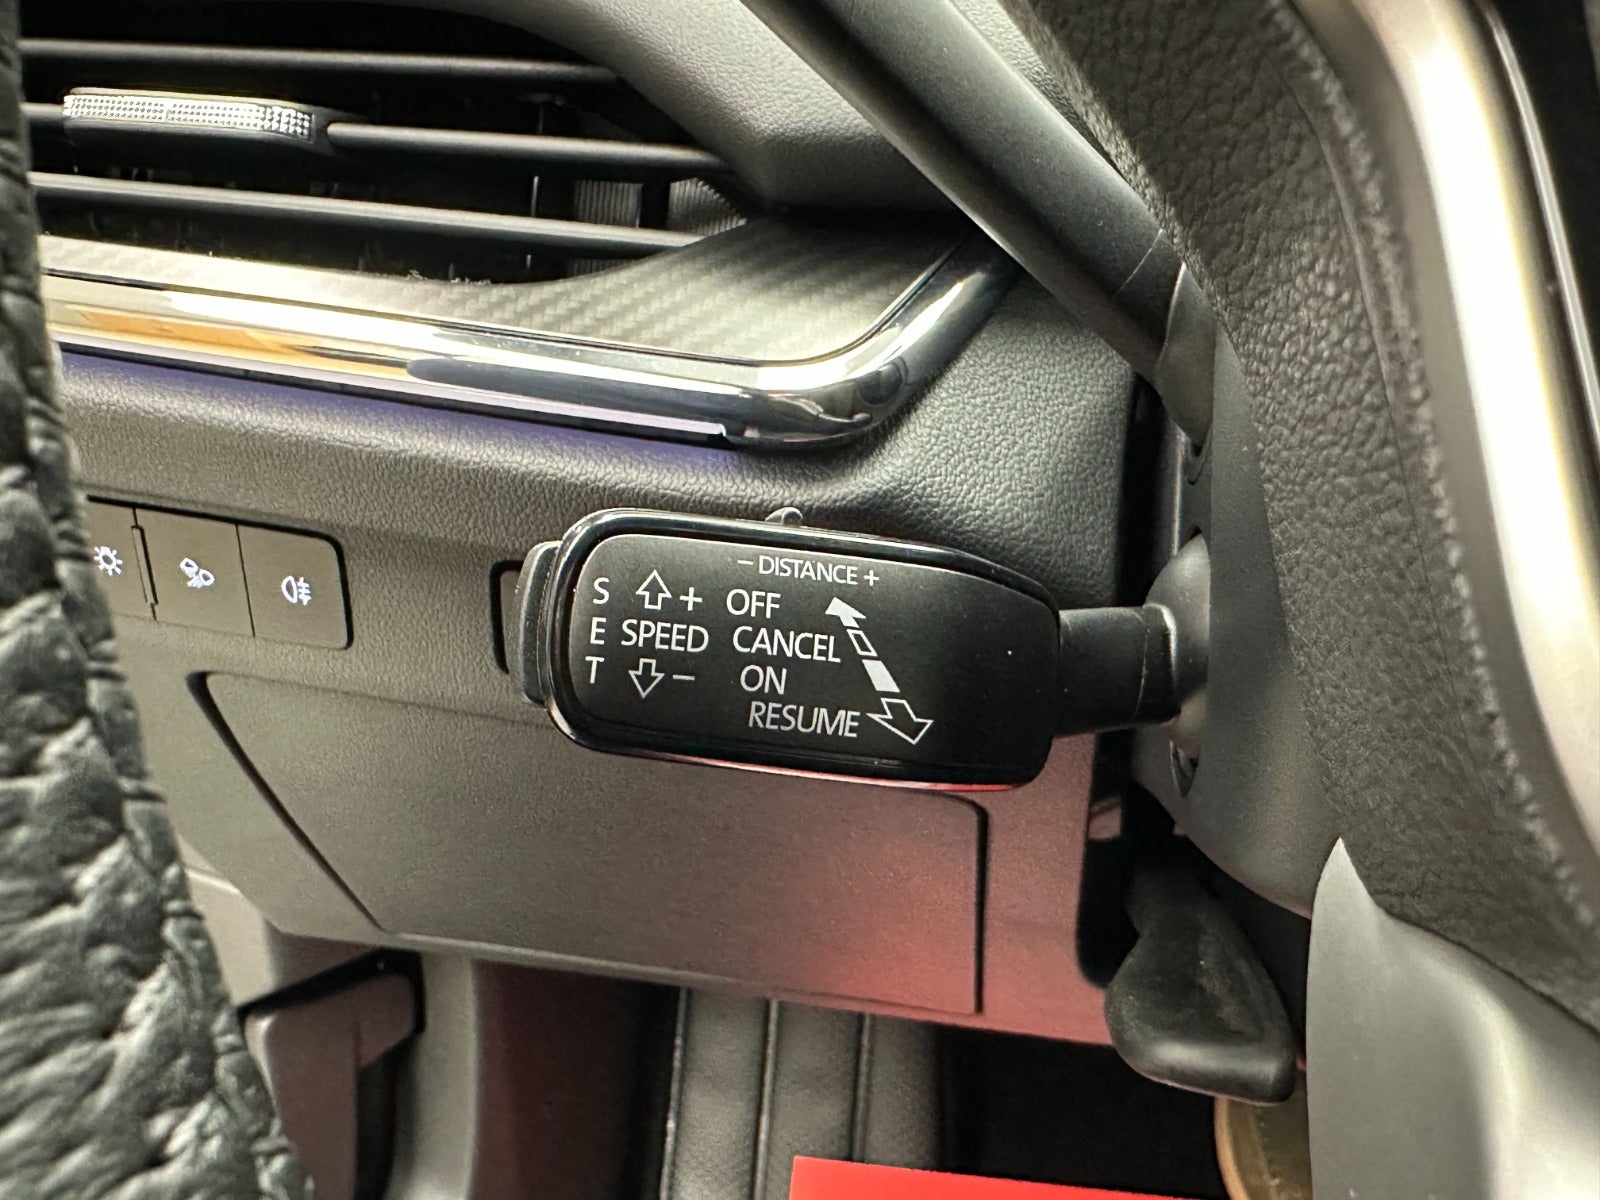 - DISTANCE +
S + OFF
E SPEED CANCEL
T - ON
RESUME